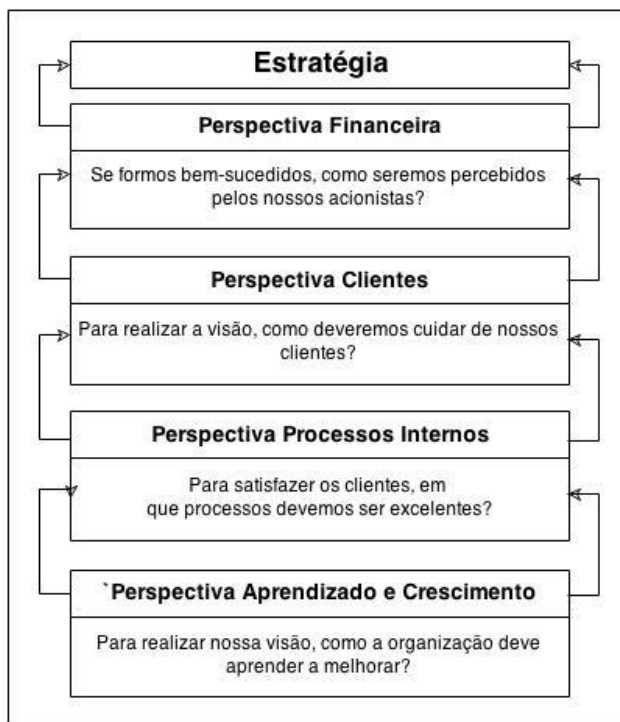 Estratégia
Perspectiva Financeira
Se formos bem-sucedidos, como seremos percebidos
pelos nossos acionistas?
Perspectiva Clientes
Para realizar a visão, como deveremos cuidar de nossos
clientes?
Perspectiva Processos Internos
Para satisfazer os clientes, em
que processos devemos ser excelentes?
`Perspectiva Aprendizado e Crescimento
Para realizar nossa visão, como a organização deve
aprender a melhorar?